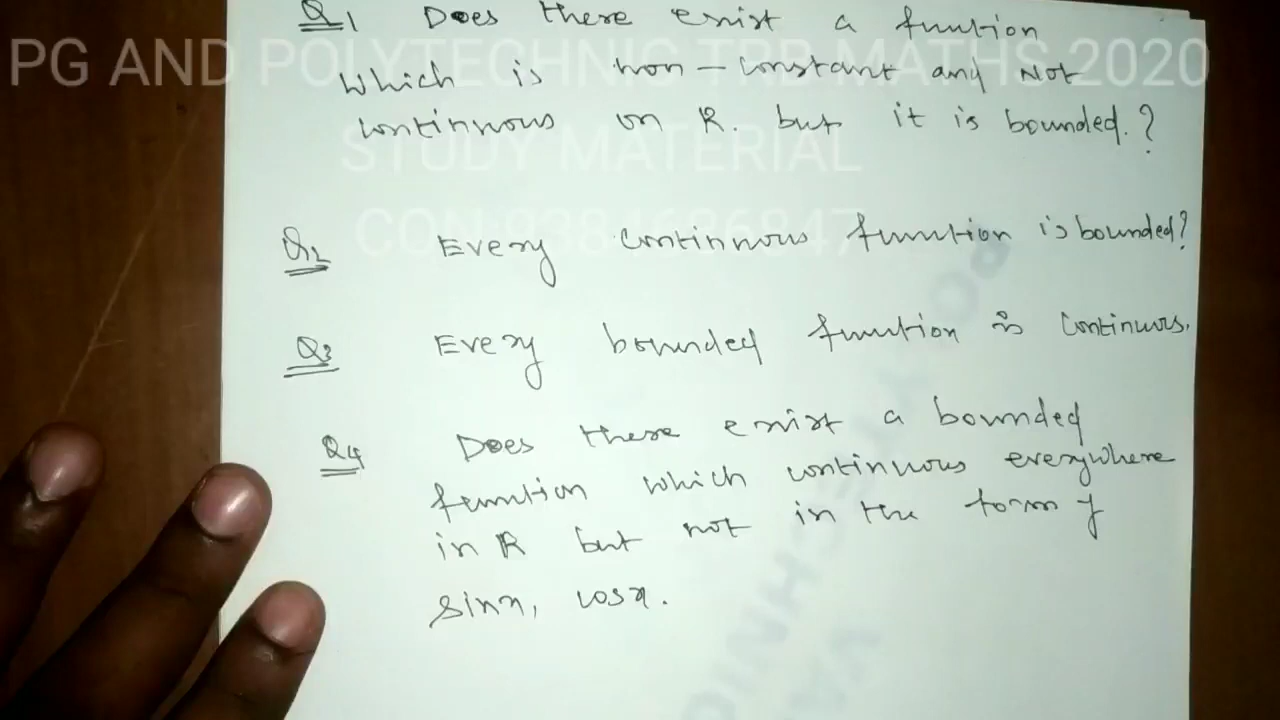 Q1 Does there exist a function
PG AND POLYTECHNIC TRB MATHS 2020
Which is non-constant and Not
continuous on R. but it is bounded.?
STUDY MATERIAL
CON 9384686847
Q2 Every continuous function is bounded?
Q3 Every bounded function is continuous.
Q4 Does there exist a bounded
function which continuous everywhere
in R but not in the form of
sinx, cosx.